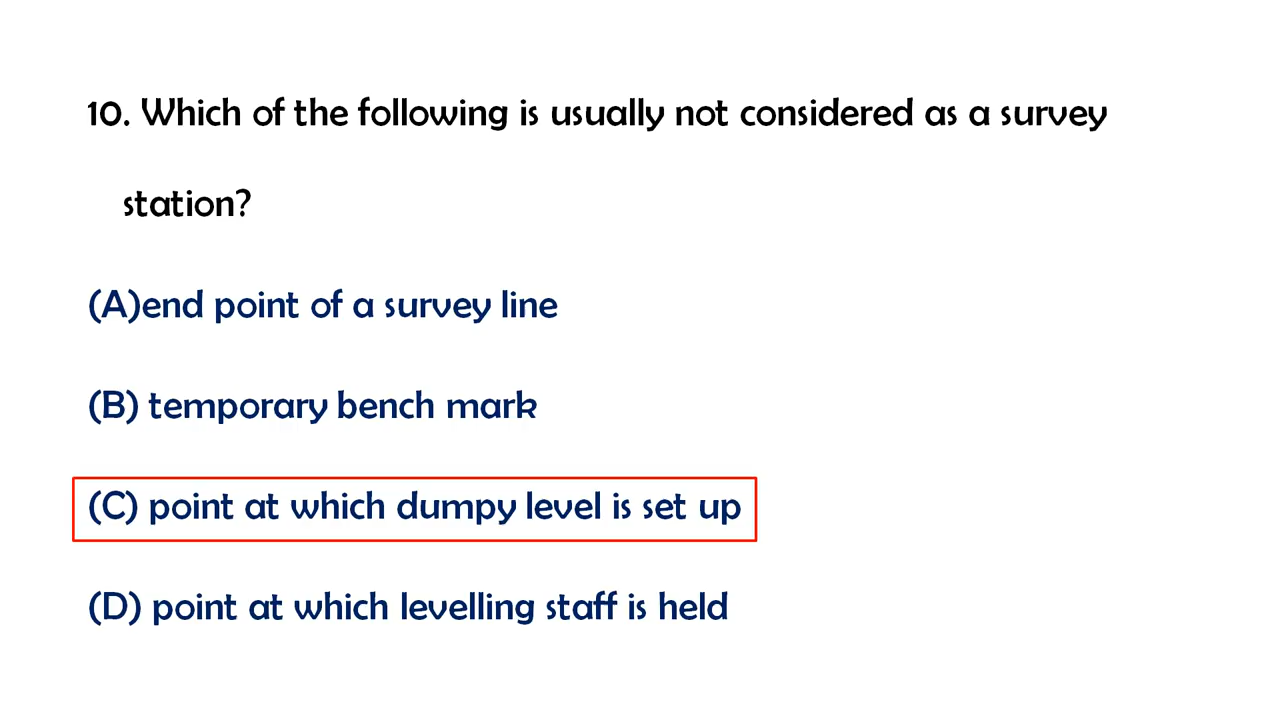 10. Which of the following is usually not considered as a survey
station?
(A)end point of a survey line
(B) temporary bench mark
(C) point at which dumpy level is set up
(D) point at which levelling staff is held